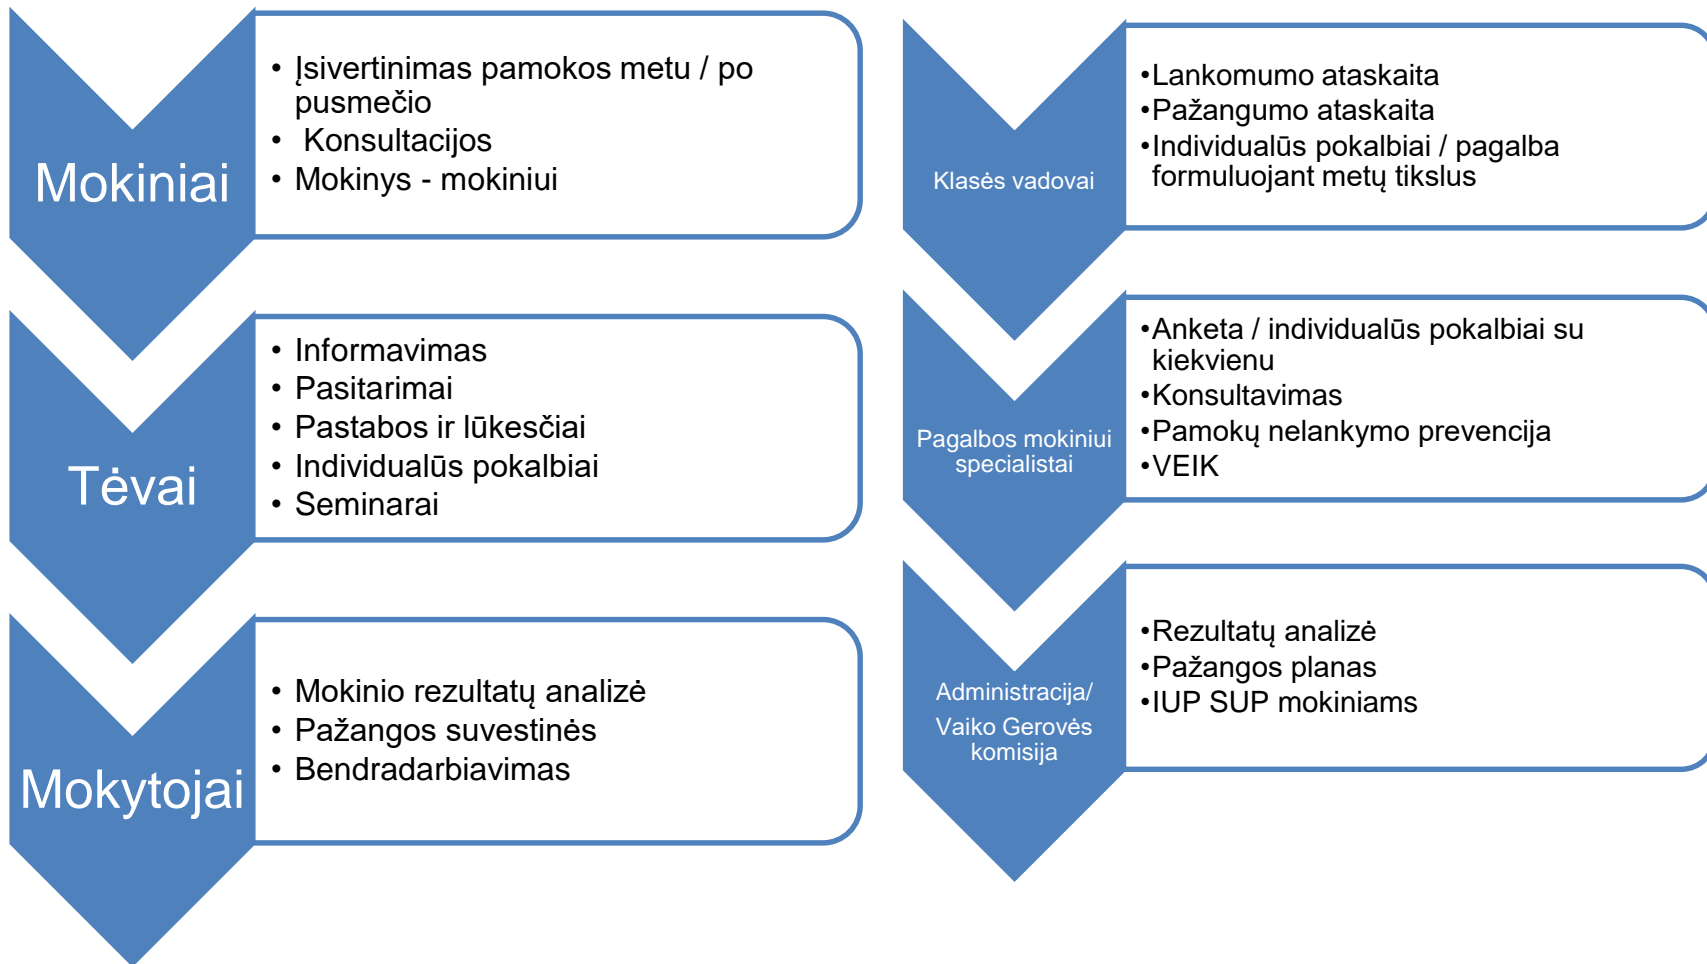 Mokiniai
• Įsivertinimas pamokos metu / po
pusmečio
• Konsultacijos
• Mokinys - mokiniui
Tėvai
• Informavimas
• Pasitarimai
• Pastabos ir lūkesčiai
• Individualūs pokalbiai
• Seminarai
Mokytojai
• Mokinio rezultatų analizė
• Pažangos suvestinės
• Bendradarbiavimas
Klasės vadovai
•Lankomumo ataskaita
•Pažangumo ataskaita
•Individualūs pokalbiai / pagalba
formuluojant metų tikslus
Pagalbos mokiniui
specialistai
•Anketa / individualūs pokalbiai su
kiekvienu
•Konsultavimas
•Pamokų nelankymo prevencija
•VEIK
Administracija/
Vaiko Gerovės
komisija
•Rezultatų analizė
•Pažangos planas
•IUP SUP mokiniams